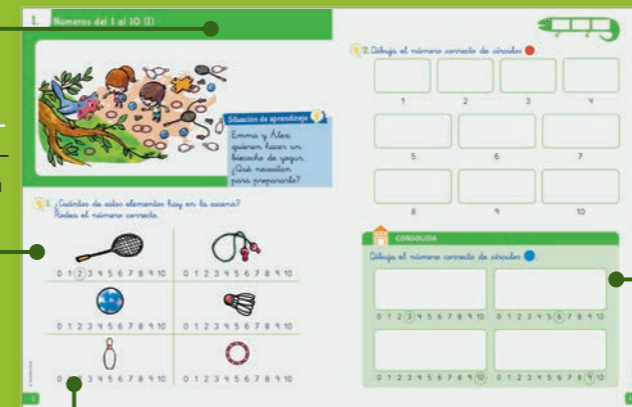 1. Números del 1 al 10 (I)
Situación de aprendizaje
Emma y Álex
quieren hacer un
bizcocho de yogur.
¿Qué necesitan
para prepararlo?
1. ¿Cuántos de estos elementos hay en la escena?
Rodea el número correcto.
0 1 2 3 4 5 6 7 8 9 10
0 1 2 3 4 5 6 7 8 9 10
0 1 2 3 4 5 6 7 8 9 10
0 1 2 3 4 5 6 7 8 9 10
0 3 4 5 6 7 8 9 10
0 1 2 3 4 5 6 7 8 9 10
2
2. Dibuja el número correcto de círculos
1 2 3 4
5 6 7
8 9 10
CONSOLIDA
Dibuja el número correcto de círculos
0 1 2 3 4 5 6 7 8 9 10
0 1 2 3 4 5 6 7 8 9 10
0 1 2 3 4 5 6 7 8 9 10
0 1 2 3 4 5 6 7 8 9 10